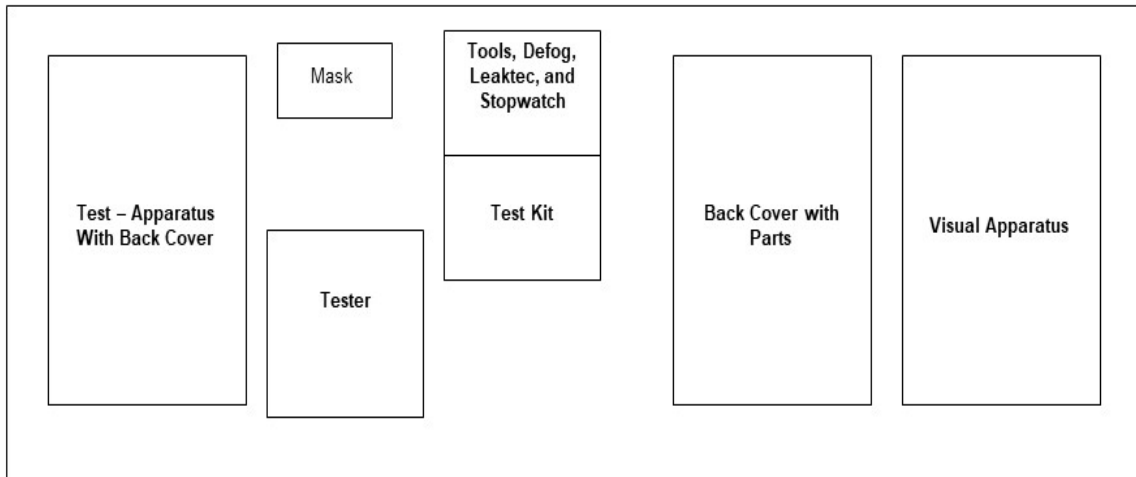 Test – Apparatus
With Back Cover
Mask
Tester
Tools, Defog,
Leaktec, and
Stopwatch
Test Kit
Back Cover with
Parts
Visual Apparatus